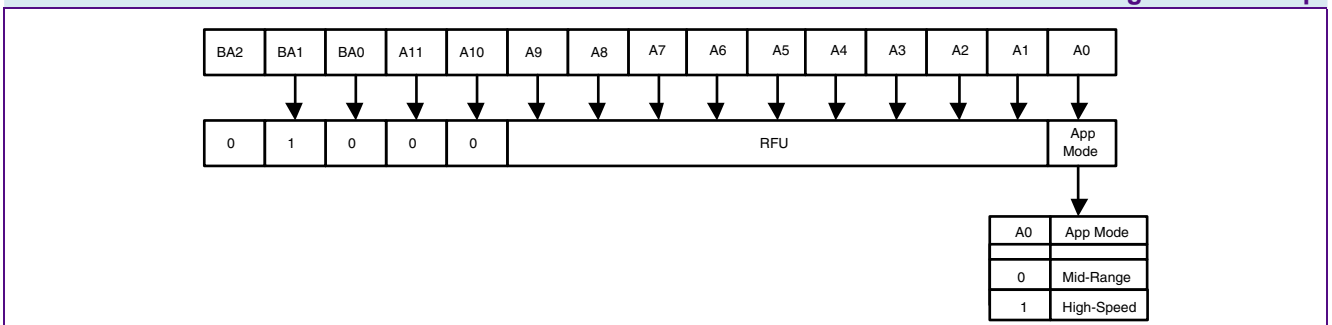 BA2 BA1 BA0 A11 A10 A9 A8 A7 A6 A5 A4 A3 A2 A1 A0
0 1 0 0 0 RFU App
Mode
A0 App Mode
0 Mid-Range
1 High-Speed